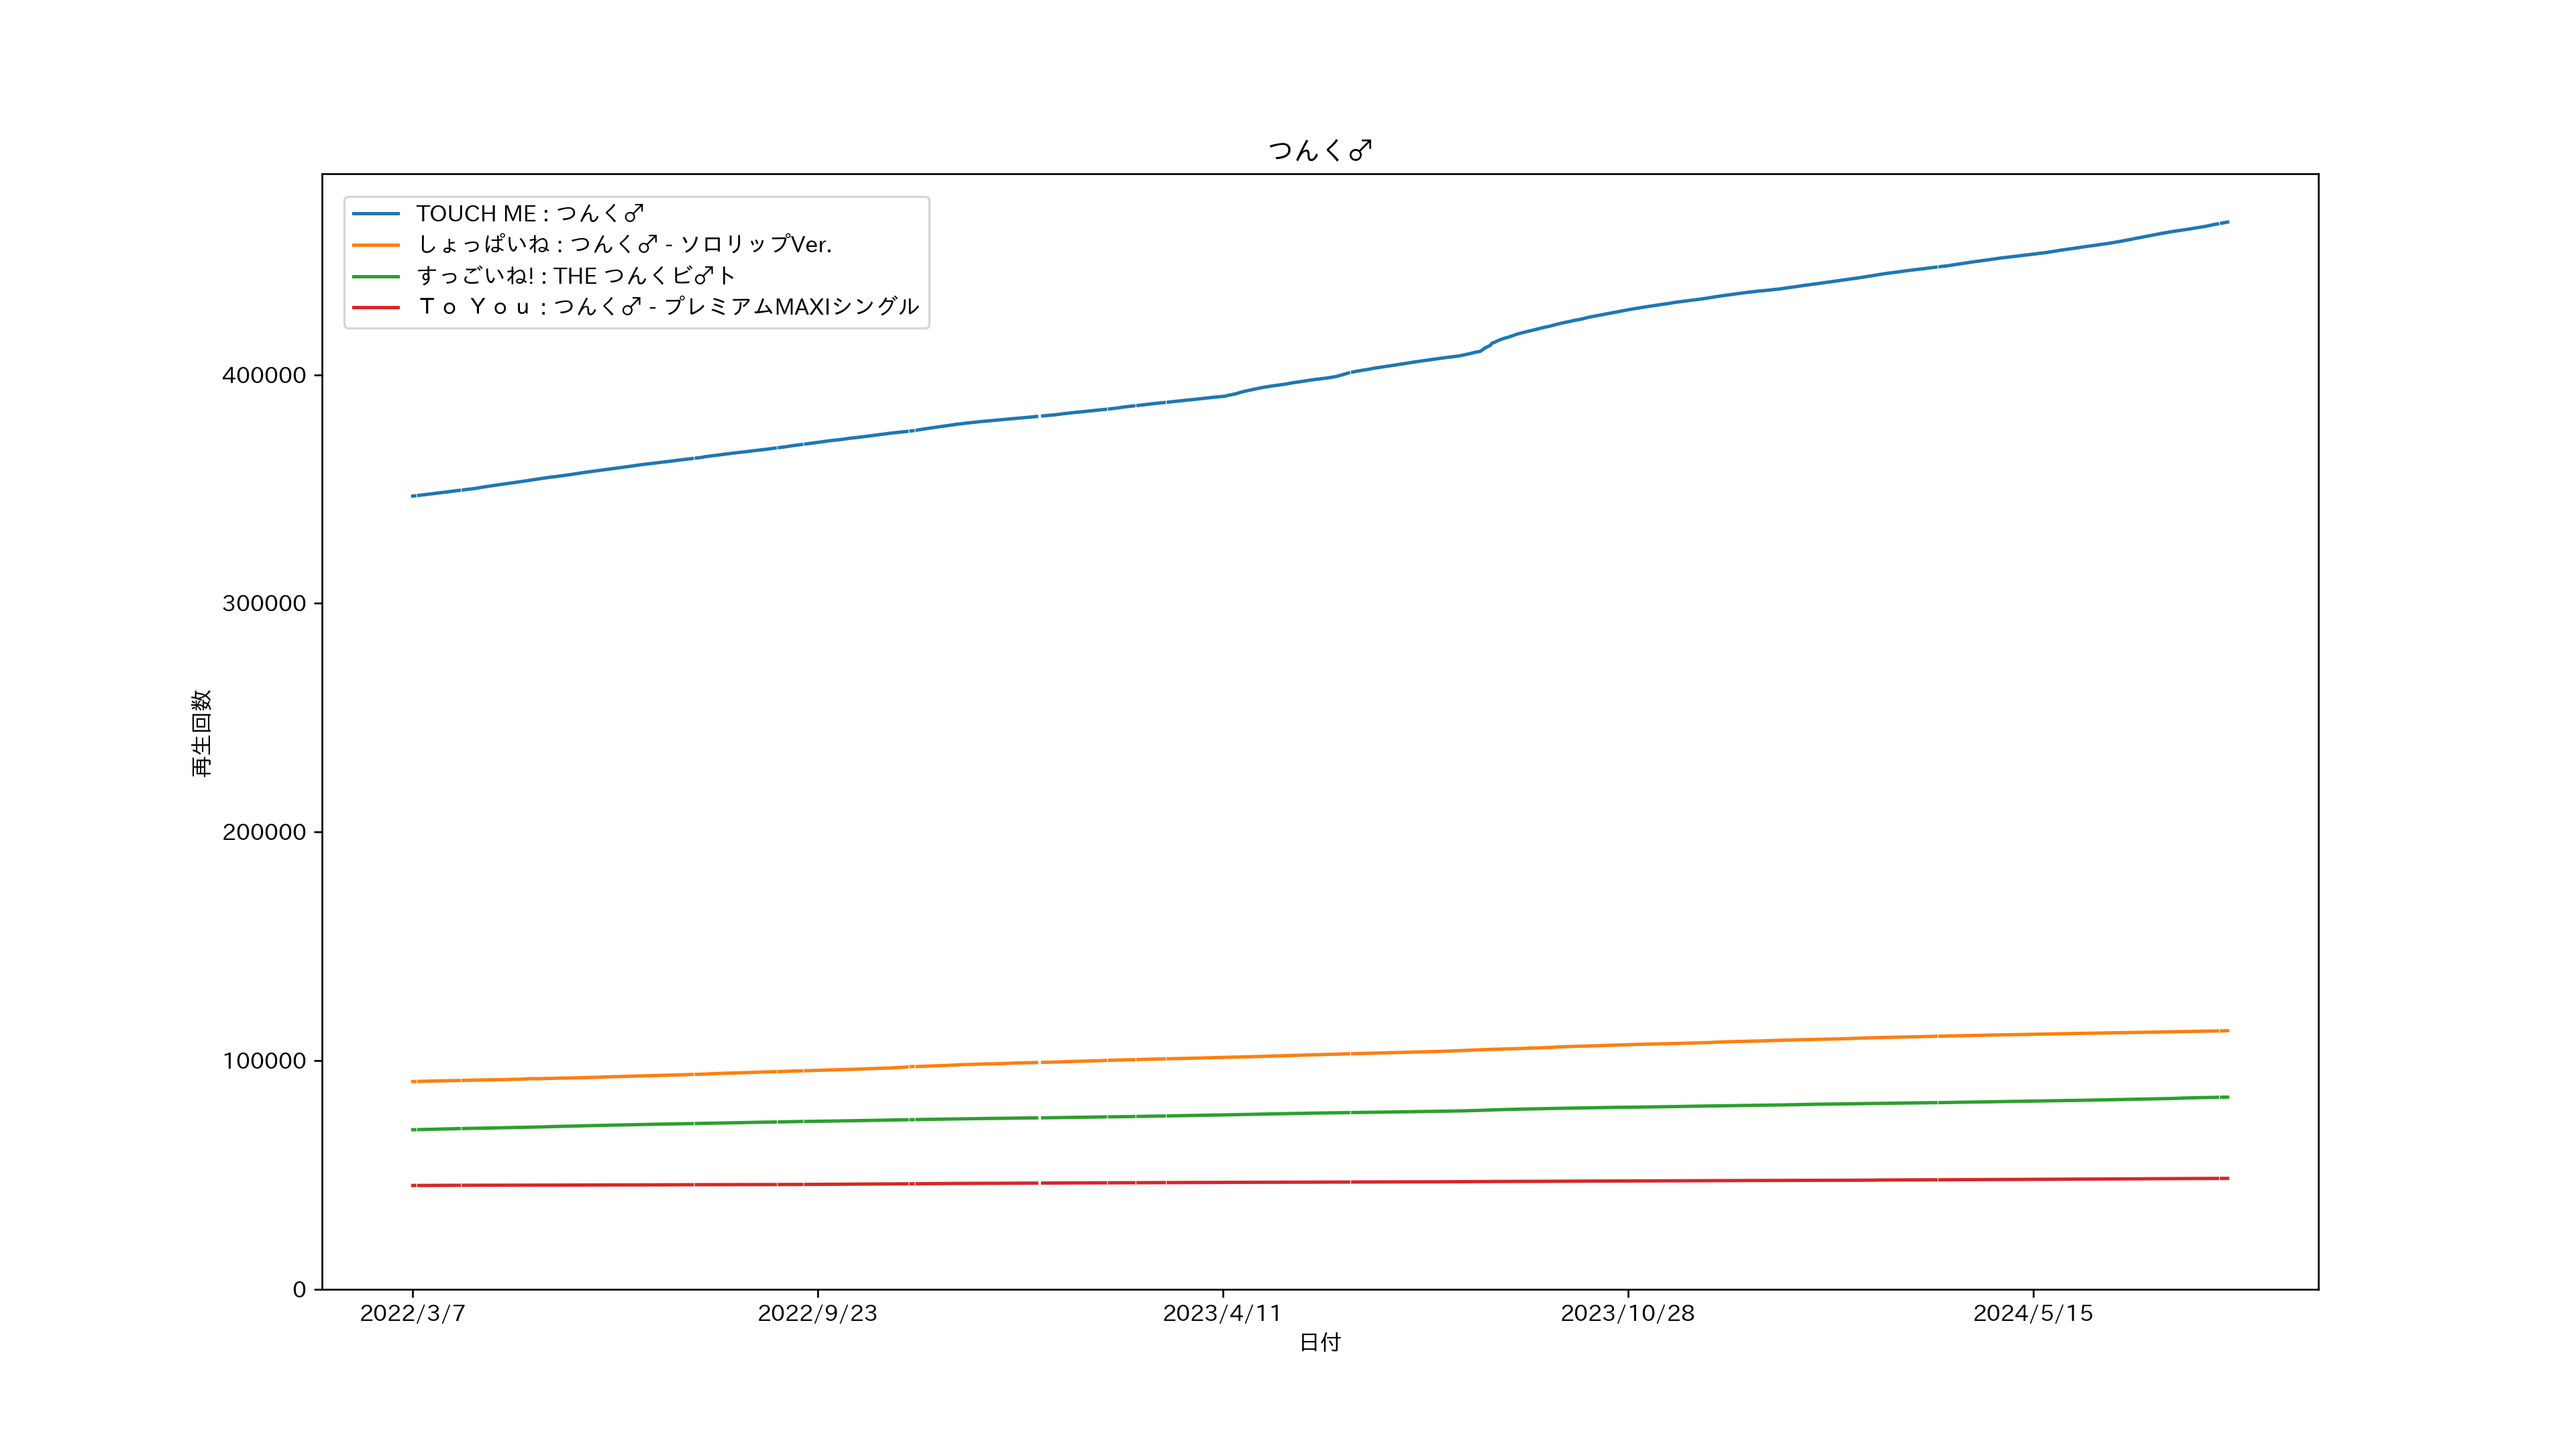 つんく♂
TOUCH ME : つんく♂
しょっぱいね : つんく♂ - ソロリップVer.
すっごいね! : THE つんくビ♂ト
Ｔｏ Ｙｏｕ : つんく♂ - プレミアムMAXIシングル
400000
300000
200000
100000
0
再生回数
2022/3/7 2022/9/23 2023/4/11 2023/10/28 2024/5/15
日付